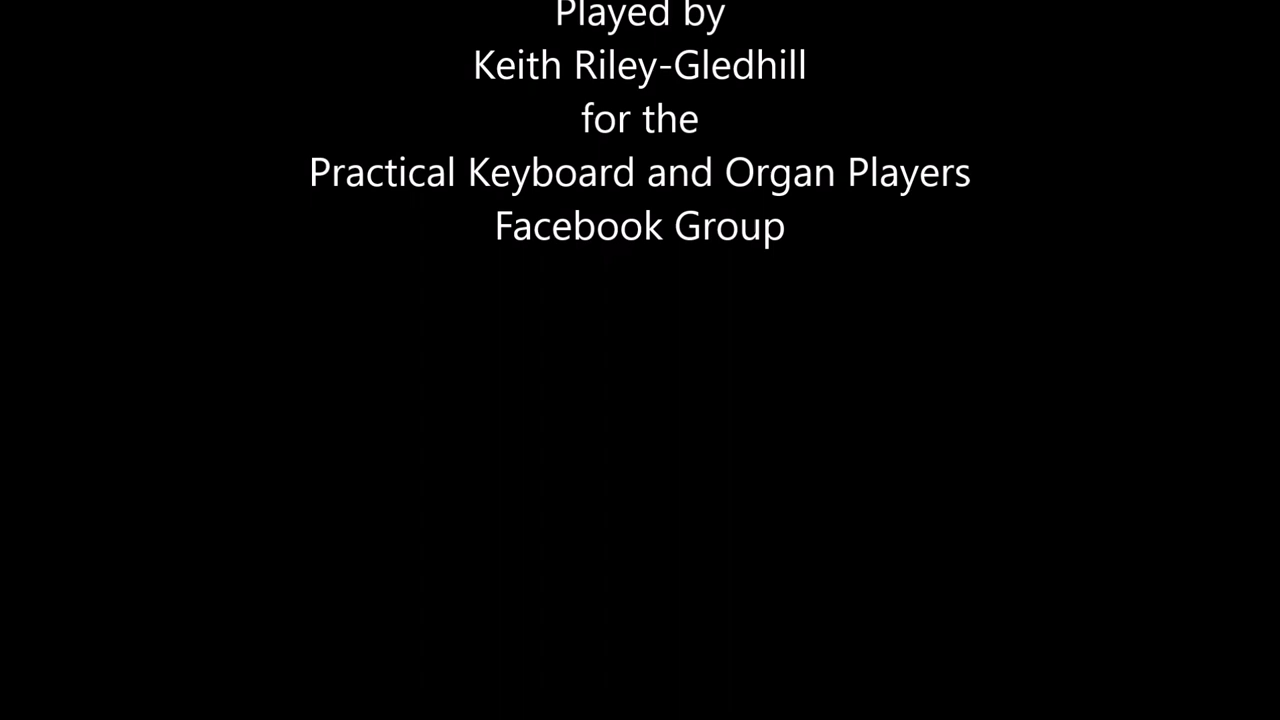 Played by
Keith Riley-Gledhill
for the
Practical Keyboard and Organ Players
Facebook Group